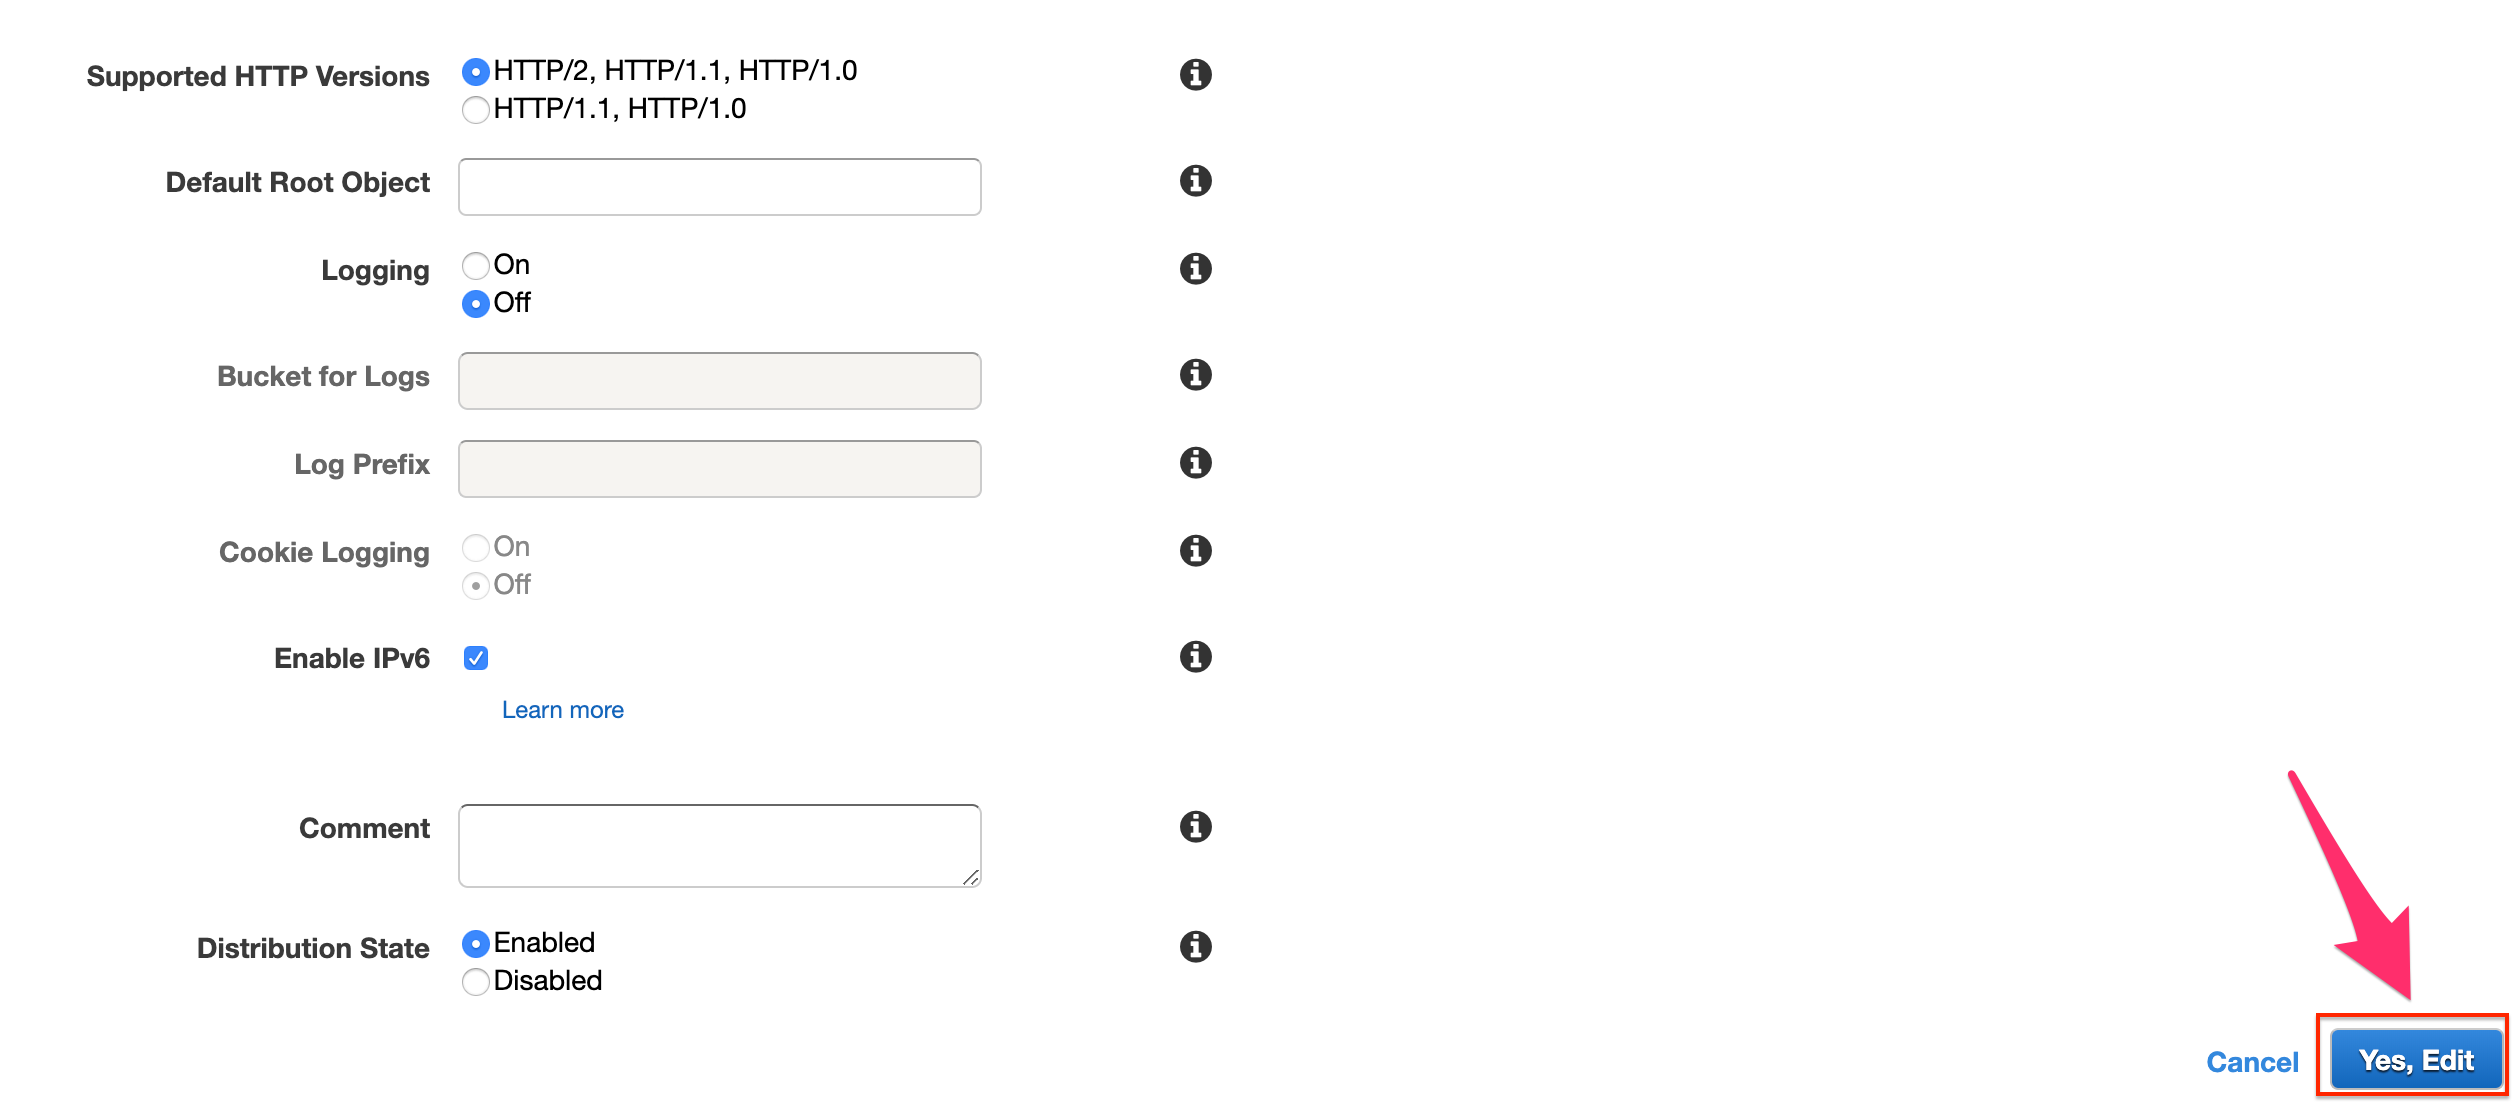 Supported HTTP Versions
HTTP/2, HTTP/1.1, HTTP/1.0
HTTP/1.1, HTTP/1.0
Default Root Object
Logging
On
Off
Bucket for Logs
Log Prefix
Cookie Logging
On
Off
Enable IPv6
Learn more
Comment
Distribution State
Enabled
Disabled
Cancel
Yes, Edit